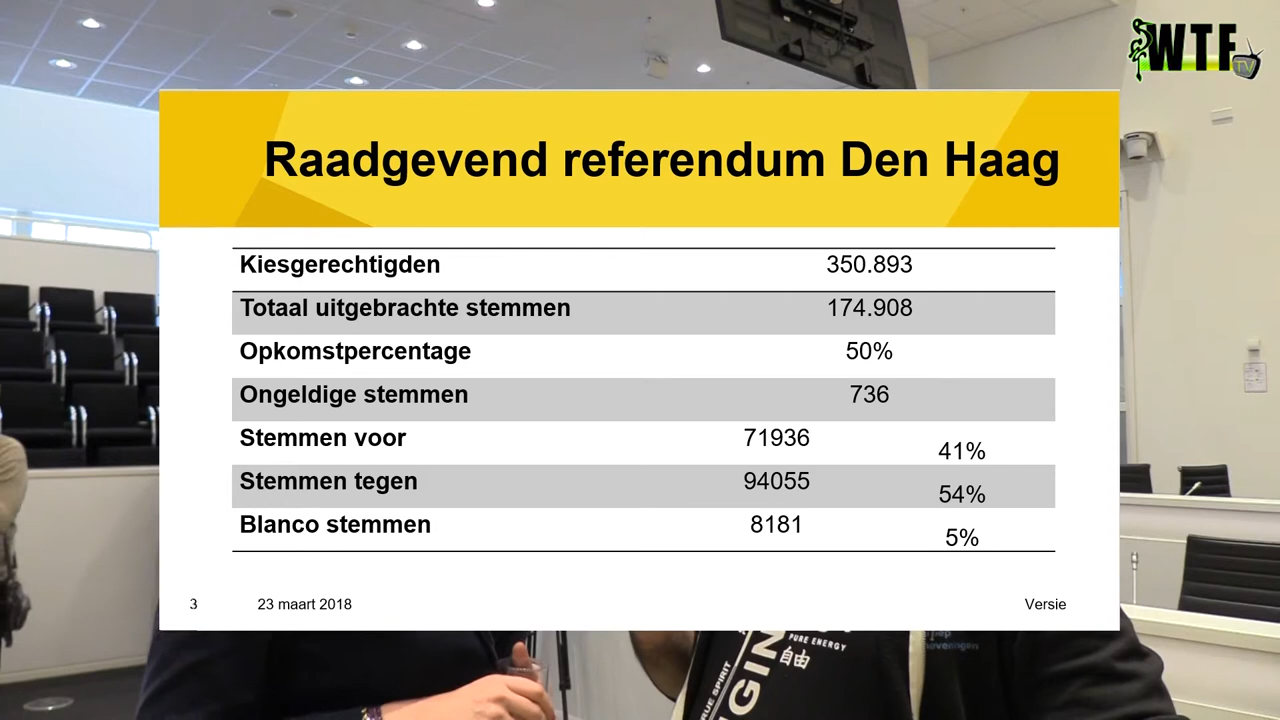 WTF
TV
Raadgevend referendum Den Haag
Kiesgerechtigden 350.893
Totaal uitgebrachte stemmen 174.908
Opkomstpercentage 50%
Ongeldige stemmen 736
Stemmen voor 71936 41%
Stemmen tegen 94055 54%
Blanco stemmen 8181 5%
3 23 maart 2018 Versie
PURE ENERGY
自由